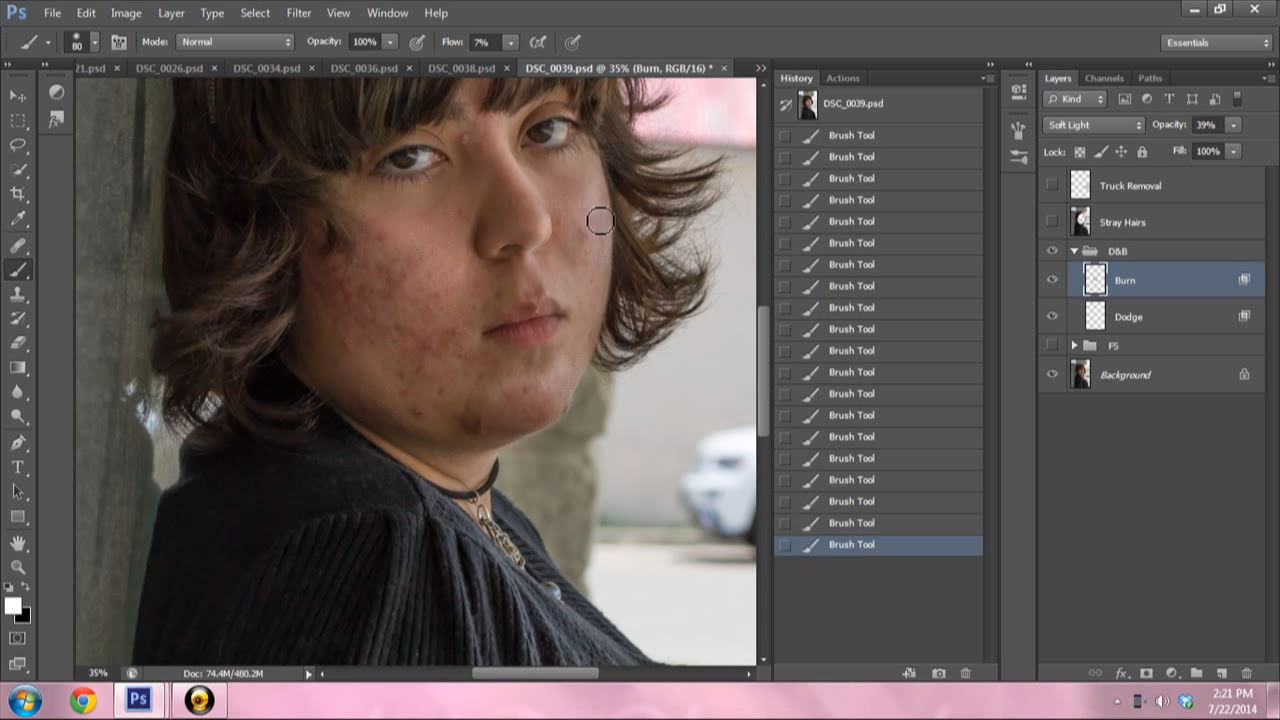 Ps File Edit Image Layer Type Select Filter View Window Help
80 Mode: Normal Opacity: 100% Flow: 7% Essentials
21.psd × DSC_0026.psd × DSC_0034.psd × DSC_0036.psd × DSC_0038.psd × DSC_0039.psd @ 35% (Burn, RGB/16) * ×
History Actions
Layers Channels Paths
DSC_0039.psd
Kind
Soft Light Opacity: 39%
Brush Tool
Lock: Fill: 100%
Brush Tool
Brush Tool
Truck Removal
Brush Tool
Brush Tool
Stray Hairs
Brush Tool
D&B
Brush Tool
Burn
Brush Tool
Brush Tool
Dodge
Brush Tool
FS
Brush Tool
Brush Tool
Background
Brush Tool
Brush Tool
Brush Tool
Brush Tool
Brush Tool
Brush Tool
Brush Tool
Brush Tool
T
35% Doc: 74.4M/480.2M
fx
Ps
2:21 PM
7/22/2014